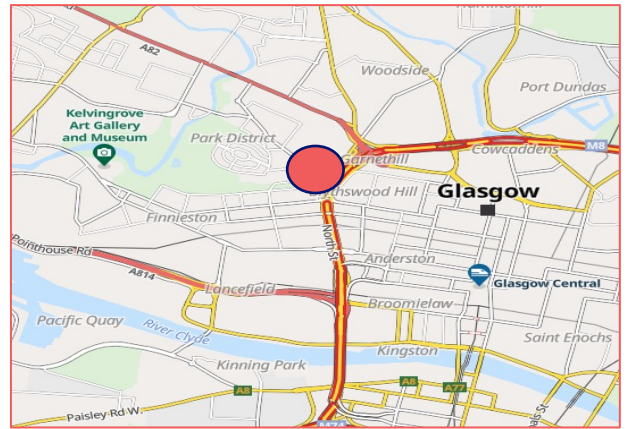 A82
Woodside
Port Dundas
Kelvingrove
Art Gallery
and Museum
Park District
Garnethill
Cowcaddens
M8
Blythswood Hill
Glasgow
Finnieston
North St
Pointhouse Rd
A814
Anderston
Glasgow Central
Lancefield
Broomielaw
Pacific Quay
River Clyde
Saint Enochs
Kingston
Kinning Park
A8
A8
A77
Paisley Rd W.
M74